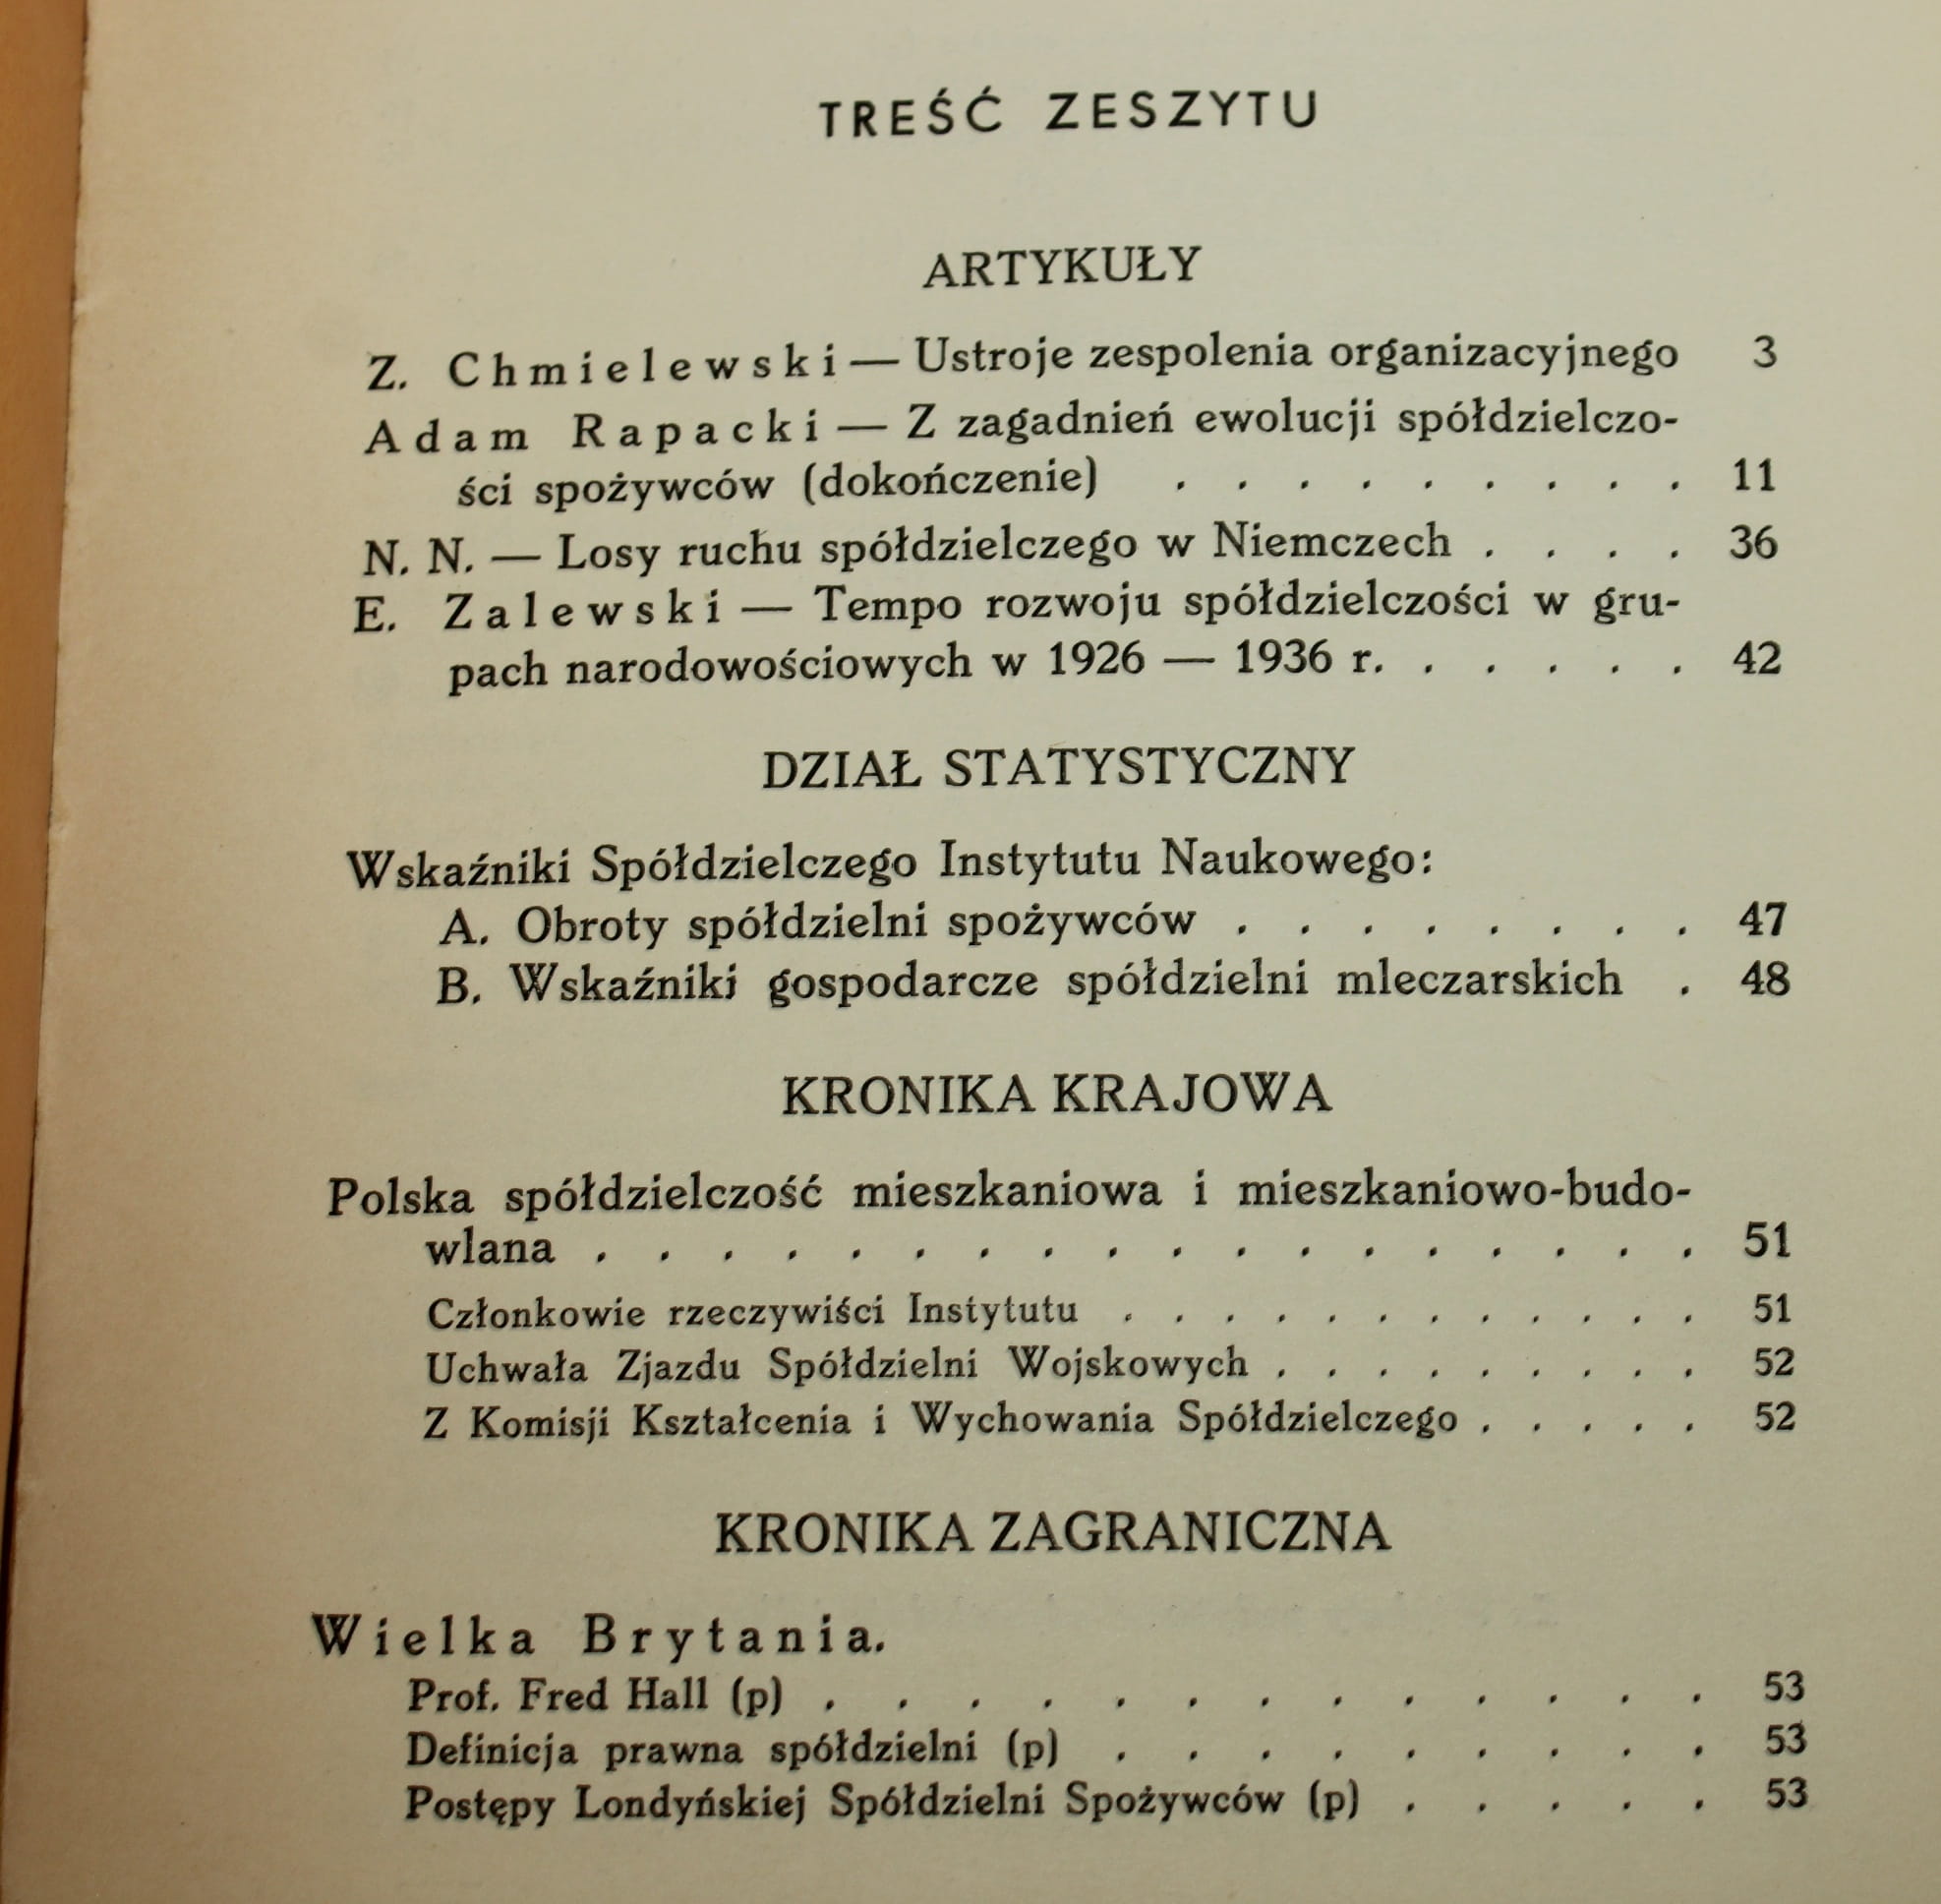 TREŚĆ ZESZYTU
ARTYKUŁY
Z. Chmielewski — Ustroje zespolenia organizacyjnego 3
Adam Rapacki — Z zagadnień ewolucji spółdzielczo-
ści spożywców (dokończenie) . . . . . . . . . 11
N. N. — Losy ruchu spółdzielczego w Niemczech . . . . 36
E. Zalewski — Tempo rozwoju spółdzielczości w gru-
pach narodowościowych w 1926 — 1936 r. . . . . . 42
DZIAŁ STATYSTYCZNY
Wskaźniki Spółdzielczego Instytutu Naukowego:
A. Obroty spółdzielni spożywców . . . . . . . . 47
B. Wskaźniki gospodarcze spółdzielni mleczarskich . 48
KRONIKA KRAJOWA
Polska spółdzielczość mieszkaniowa i mieszkaniowo-budo-
wlana . . . . . . . . . . . . . . . . . . 51
Członkowie rzeczywiści Instytutu . . . . . . . . . . . . 51
Uchwała Zjazdu Spółdzielni Wojskowych . . . . . . . . . 52
Z Komisji Kształcenia i Wychowania Spółdzielczego . . . . . 52
KRONIKA ZAGRANICZNA
Wielka Brytania.
Prof. Fred Hall (p) . . . . . . . . . . . . . 53
Definicja prawna spółdzielni (p) . . . . . . . . . 53
Postępy Londyńskiej Spółdzielni Spożywców (p) . . . . . 53